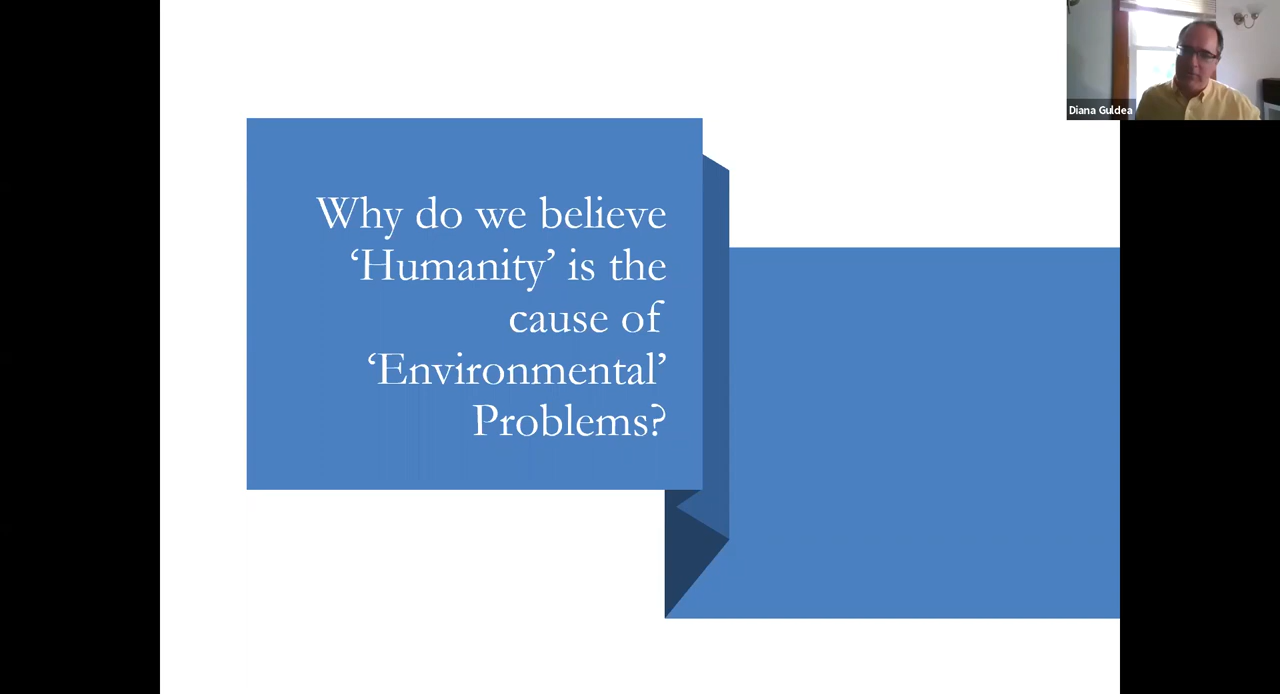 Diana Guldea
Why do we believe
‘Humanity’ is the
cause of
‘Environmental’
Problems?